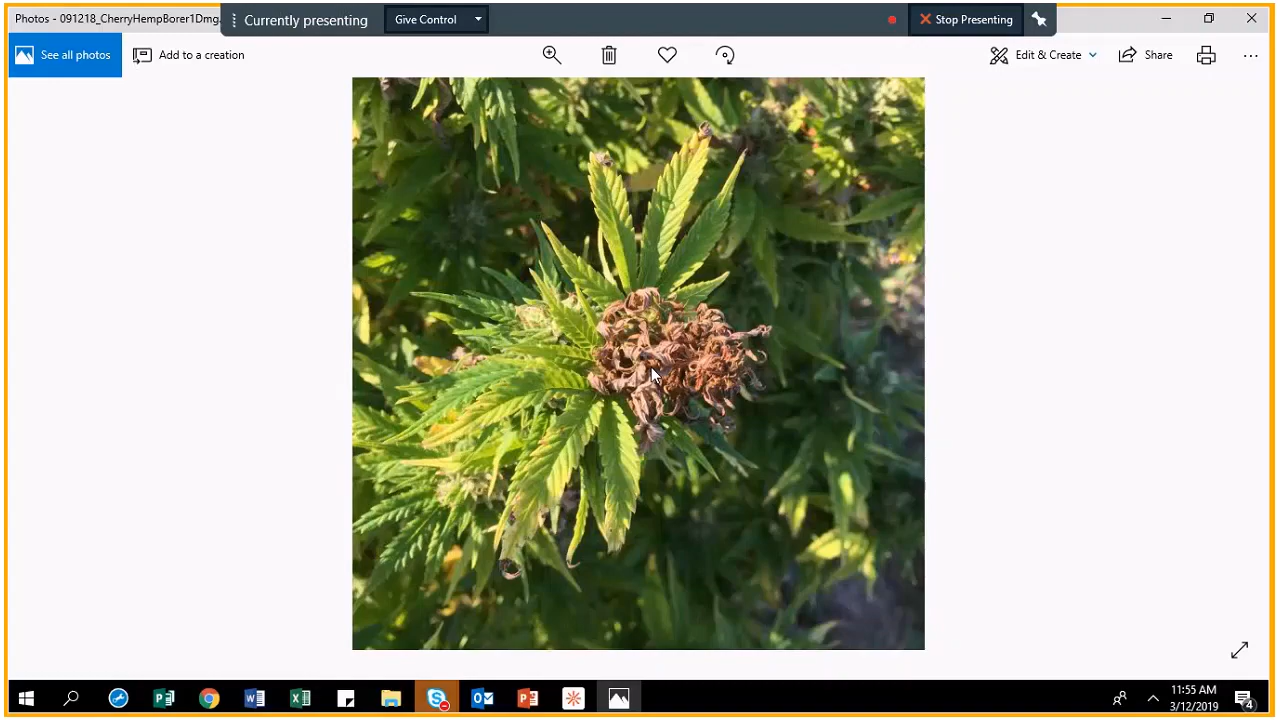 Photos - 091218_CherryHempBorer1Dmg.
Currently presenting
Give Control
Stop Presenting
See all photos
Add to a creation
Edit & Create
Share
11:55 AM
3/12/2019
4